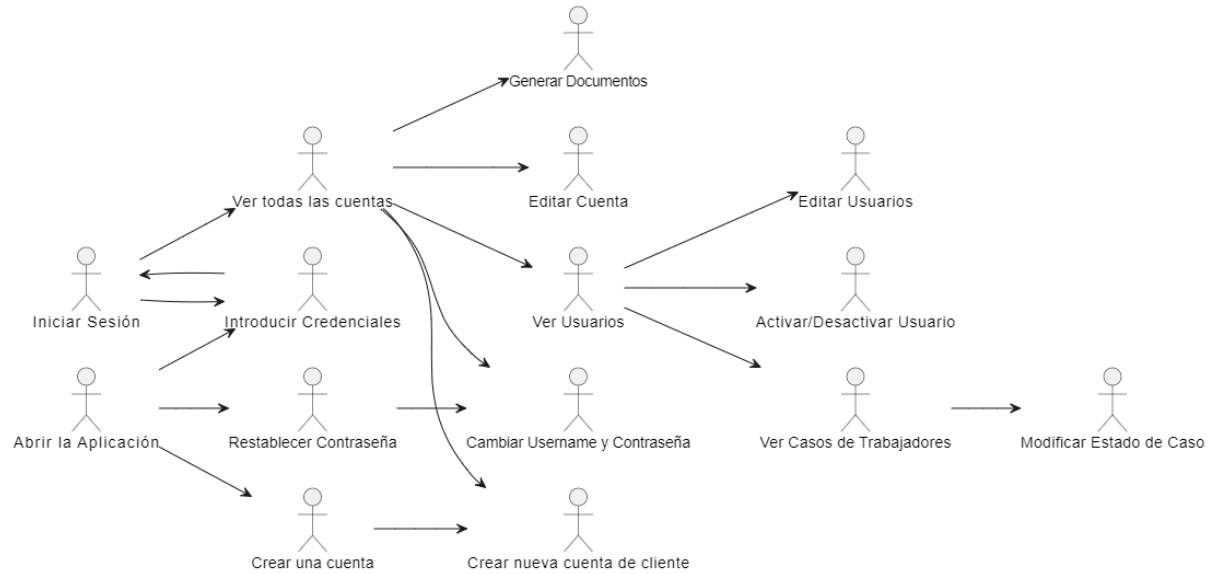 Generar Documentos
Ver todas las cuentas
Editar Cuenta
Editar Usuarios
Iniciar Sesión
Introducir Credenciales
Ver Usuarios
Activar/Desactivar Usuario
Abrir la Aplicación
Restablecer Contraseña
Cambiar Username y Contraseña
Ver Casos de Trabajadores
Modificar Estado de Caso
Crear una cuenta
Crear nueva cuenta de cliente